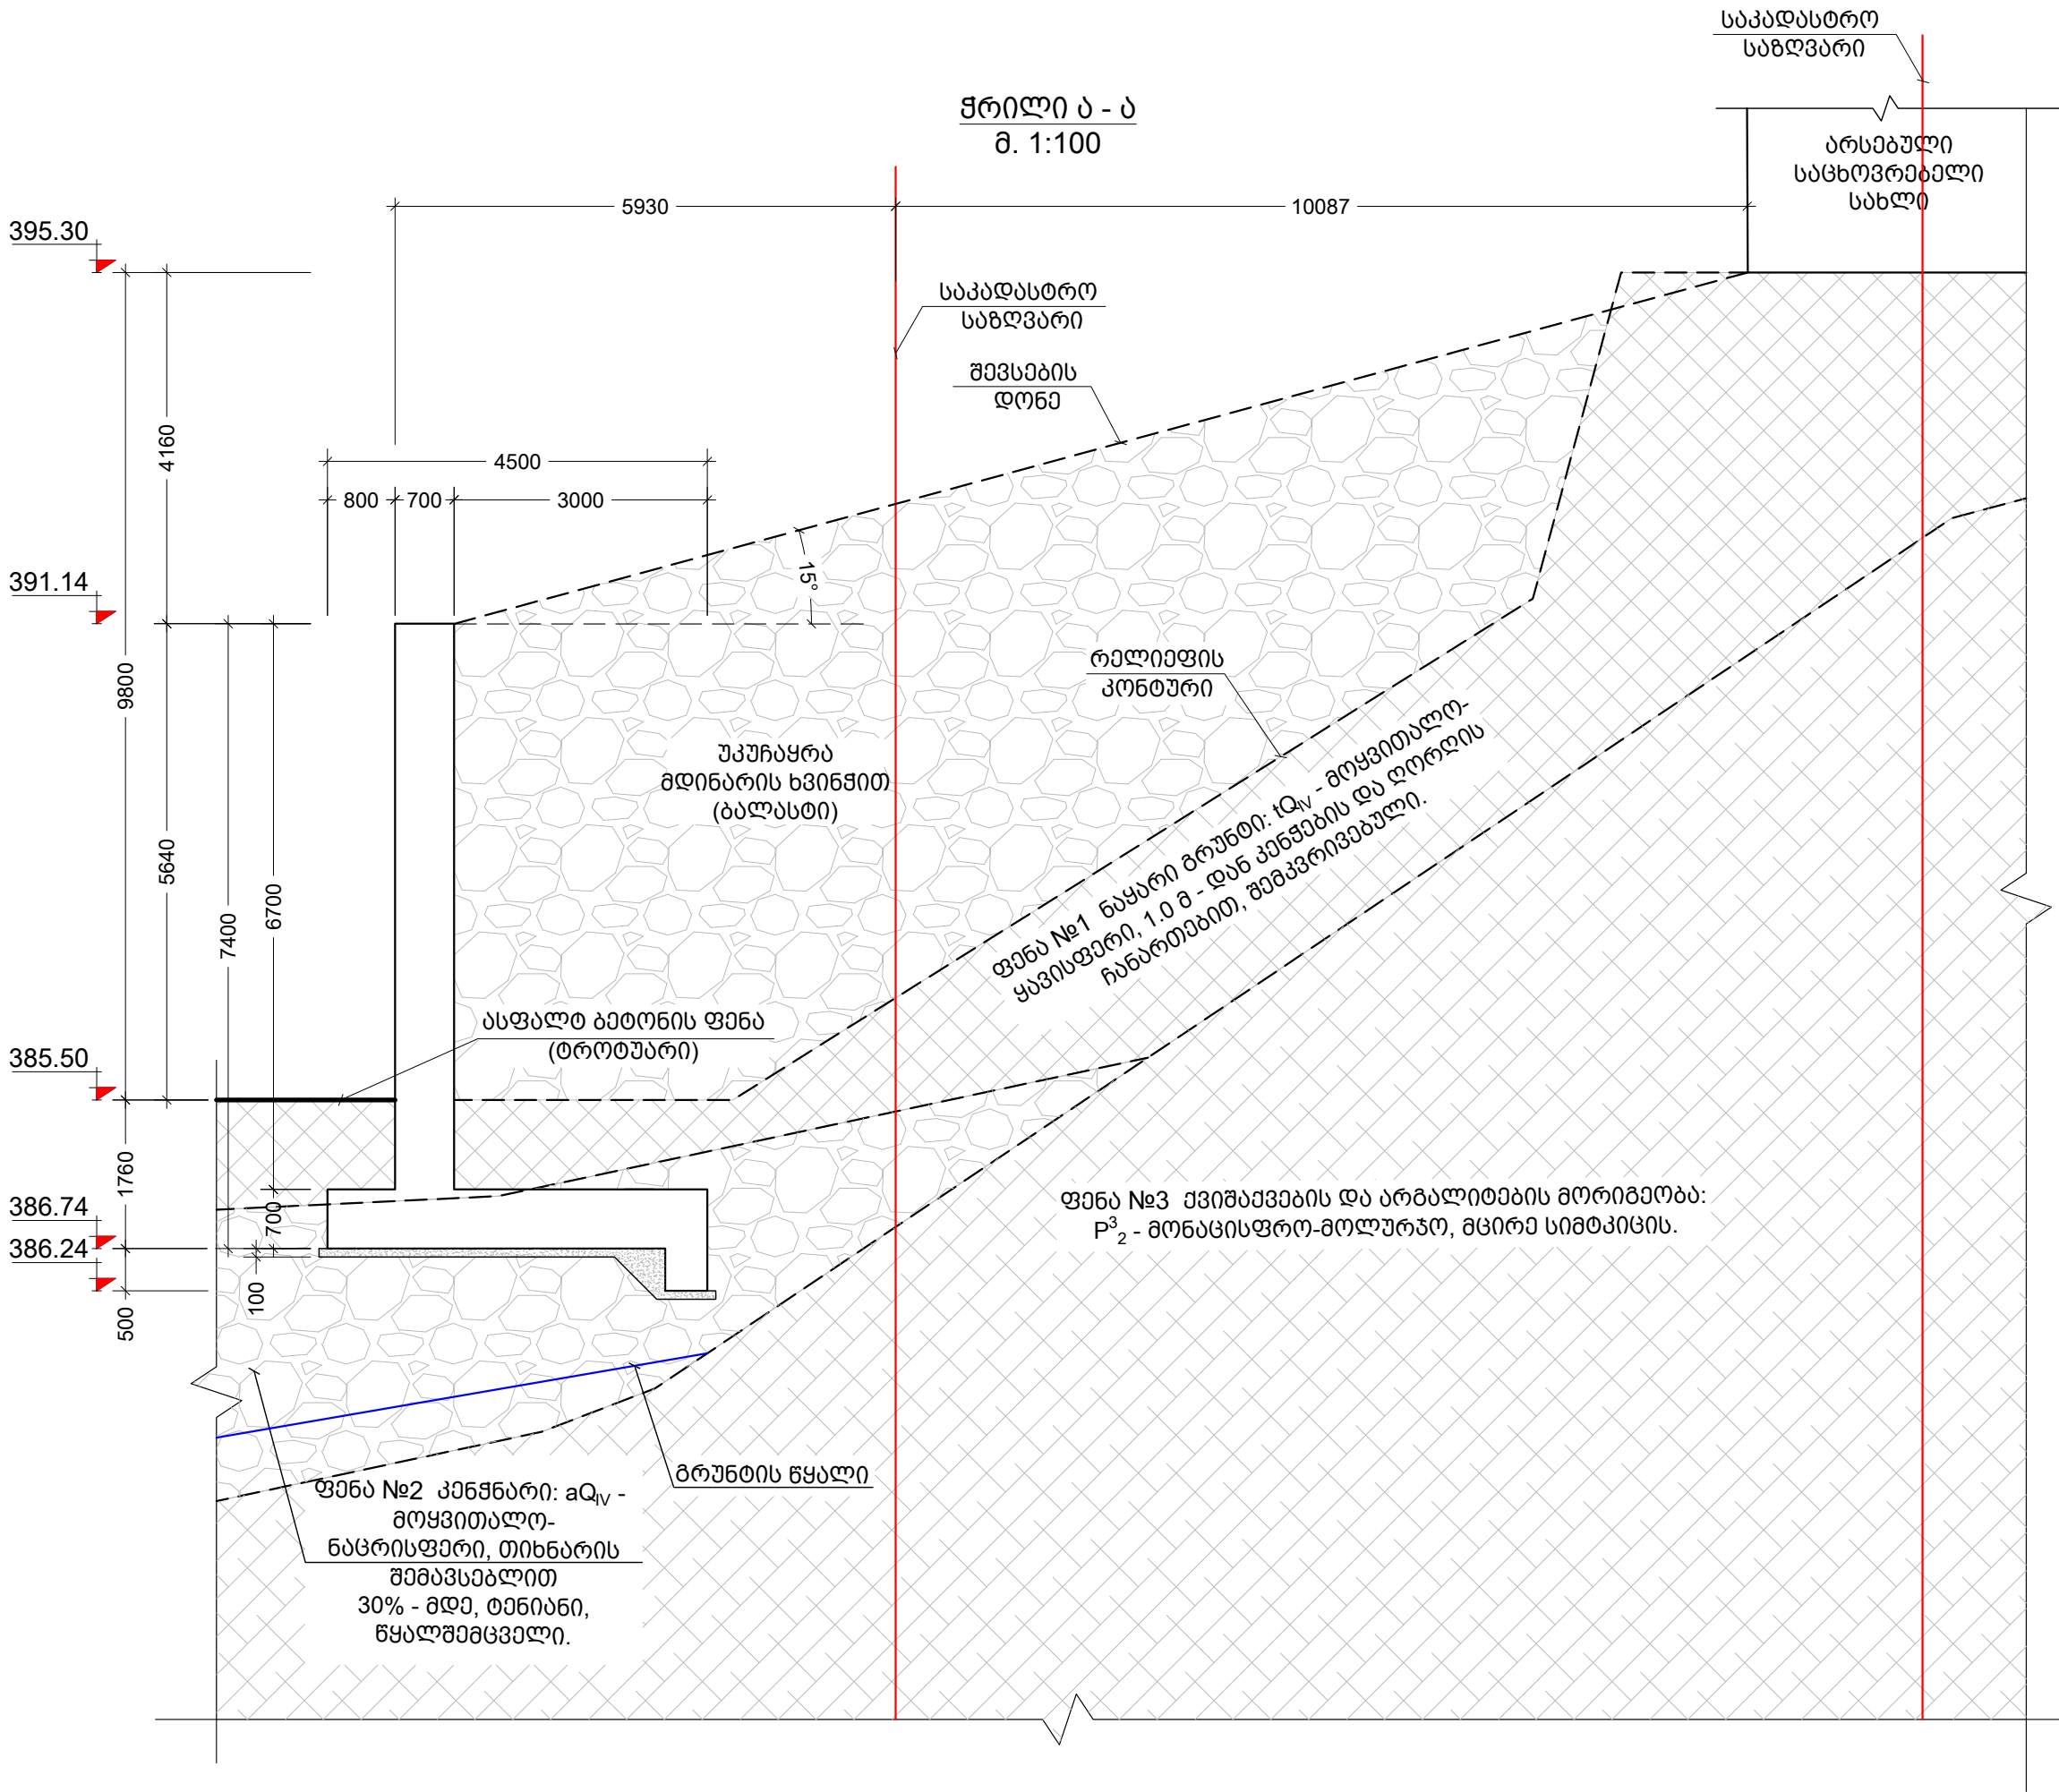 საკადასტრო
საზღვარი
ჭრილი ა - ა
მ. 1:100
არსებული
საცხოვრებელი
სახლი
5930
10087
395.30
საკადასტრო
საზღვარი
შევსების
დონე
4160
4500
800
700
3000
391.14
15°
9800
რელიეფის
კონტური
უკუჩაყრა
მდინარის ხვინჭით
(ბალასტი)
ფენა №1 ნაყარი გრუნტი: tQIV - მოყვითალო-
ყავისფერი, 1.0 მ - დან კენჭების და ღორღის
ჩანართებით, შემკვრივებული.
5640
6700
7400
ასფალტ ბეტონის ფენა
(ტროტუარი)
385.50
1760
386.74
700
386.24
100
500
ფენა №3 ქვიშაქვების და არგალიტების მორიგეობა:
P³₂ - მონაცისფრო-მოლურჯო, მცირე სიმტკიცის.
გრუნტის წყალი
ფენა №2 კენჭნარი: aQIV -
მოყვითალო-
ნაცრისფერი, თიხნარის
შემავსებლით
30% - მდე, ტენიანი,
წყალშემცველი.